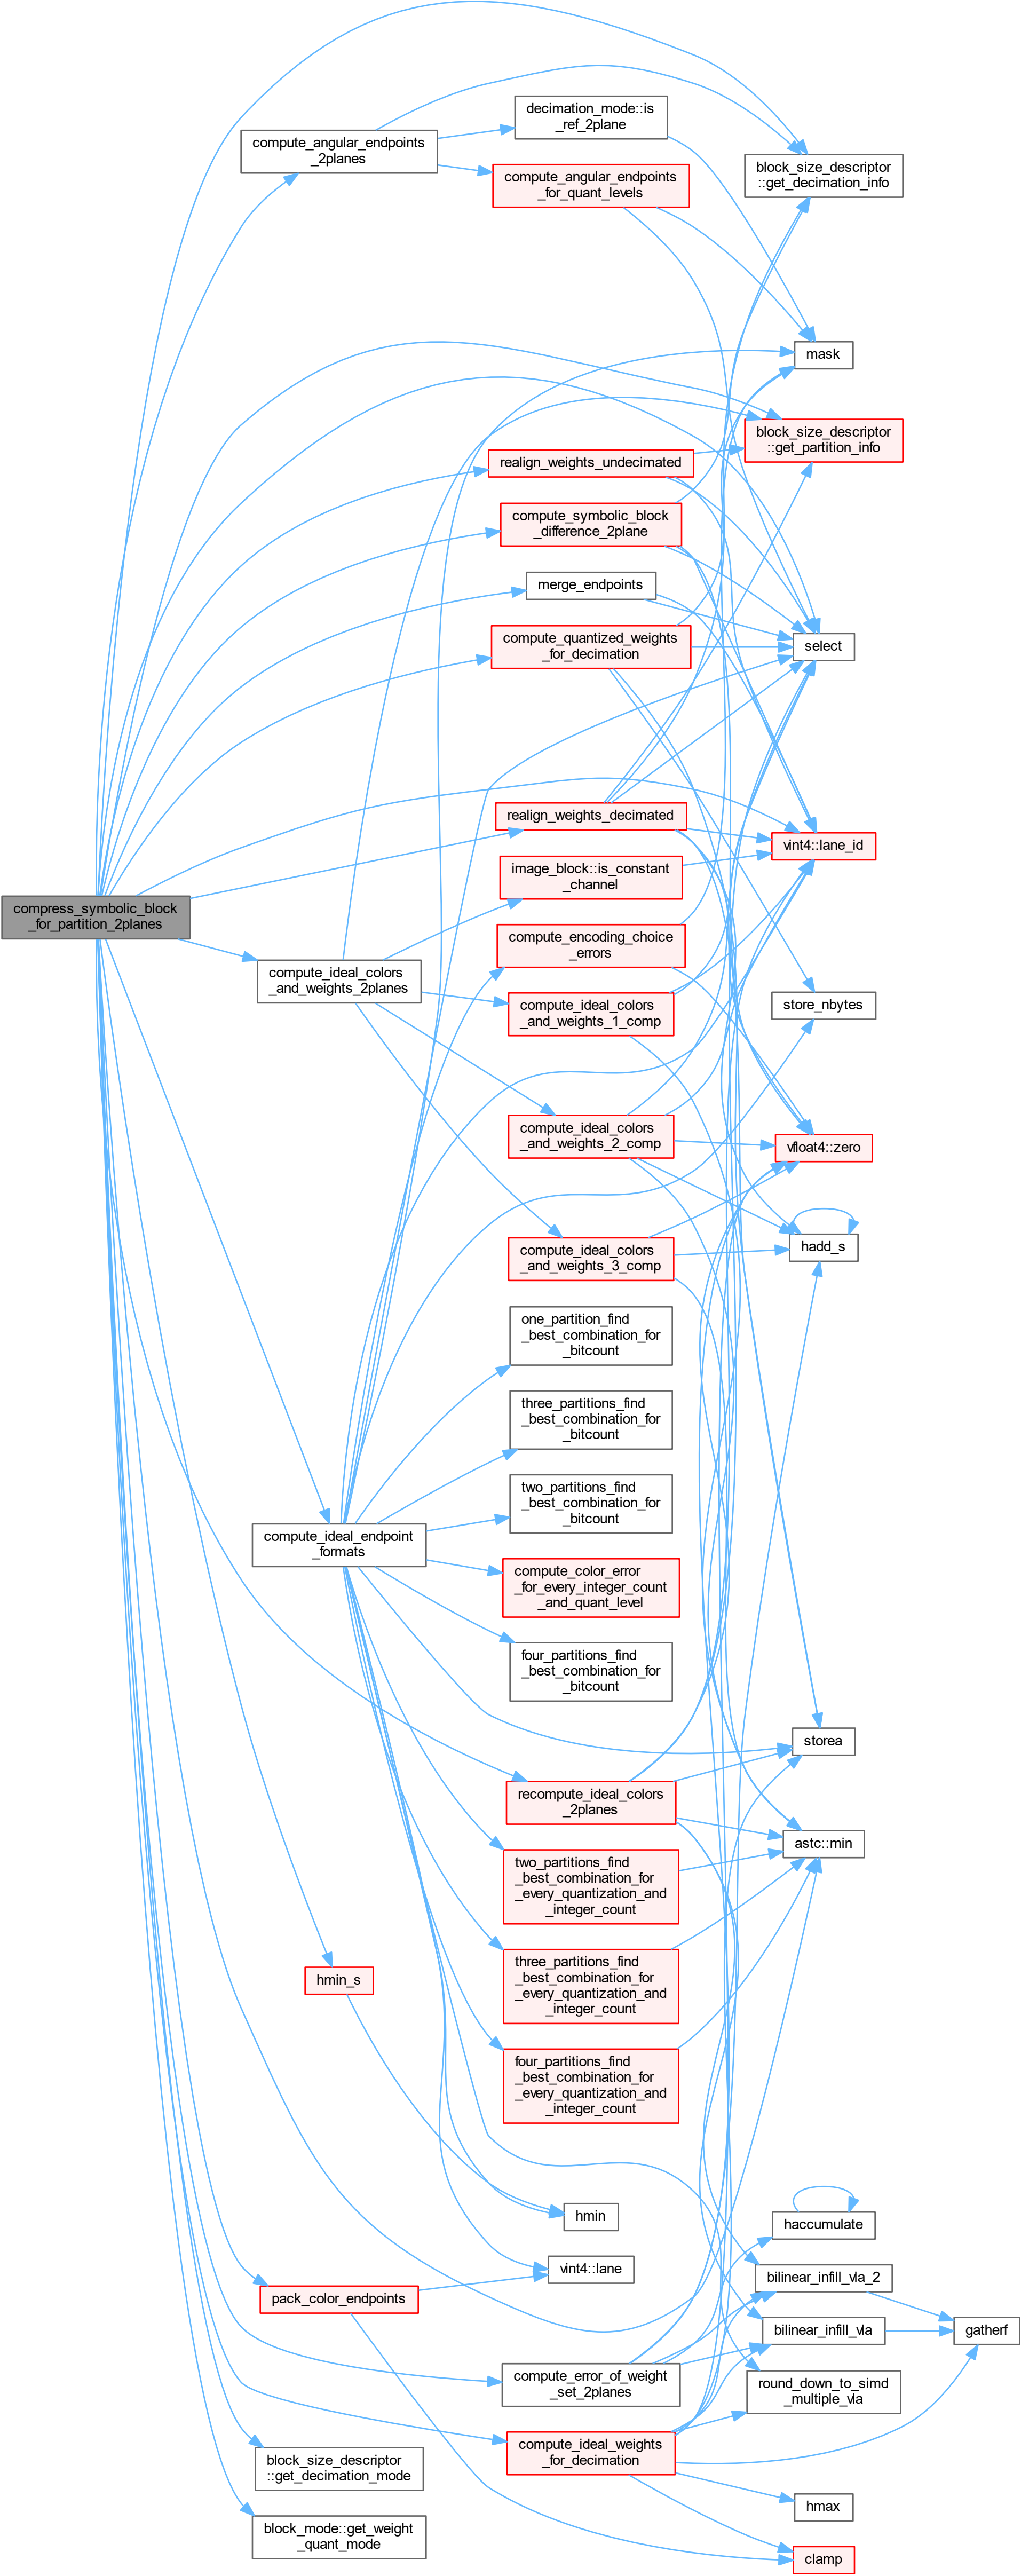 decimation_mode::is
_ref_2plane
compute_angular_endpoints
_2planes
block_size_descriptor
::get_decimation_info
compute_angular_endpoints
_for_quant_levels
mask
block_size_descriptor
::get_partition_info
realign_weights_undecimated
compute_symbolic_block
_difference_2plane
merge_endpoints
compute_quantized_weights
_for_decimation
select
realign_weights_decimated
vint4::lane_id
image_block::is_constant
_channel
compress_symbolic_block
_for_partition_2planes
compute_encoding_choice
_errors
compute_ideal_colors
_and_weights_2planes
compute_ideal_colors
_and_weights_1_comp
store_nbytes
compute_ideal_colors
_and_weights_2_comp
vfloat4::zero
compute_ideal_colors
_and_weights_3_comp
hadd_s
one_partition_find
_best_combination_for
_bitcount
three_partitions_find
_best_combination_for
_bitcount
two_partitions_find
_best_combination_for
_bitcount
compute_ideal_endpoint
_formats
compute_color_error
_for_every_integer_count
_and_quant_level
four_partitions_find
_best_combination_for
_bitcount
storea
recompute_ideal_colors
_2planes
astc::min
two_partitions_find
_best_combination_for
_every_quantization_and
_integer_count
hmin_s
three_partitions_find
_best_combination_for
_every_quantization_and
_integer_count
four_partitions_find
_best_combination_for
_every_quantization_and
_integer_count
hmin
haccumulate
vint4::lane
bilinear_infill_vla_2
pack_color_endpoints
bilinear_infill_vla
gatherf
compute_error_of_weight
_set_2planes
round_down_to_simd
_multiple_vla
compute_ideal_weights
_for_decimation
block_size_descriptor
::get_decimation_mode
hmax
block_mode::get_weight
_quant_mode
clamp